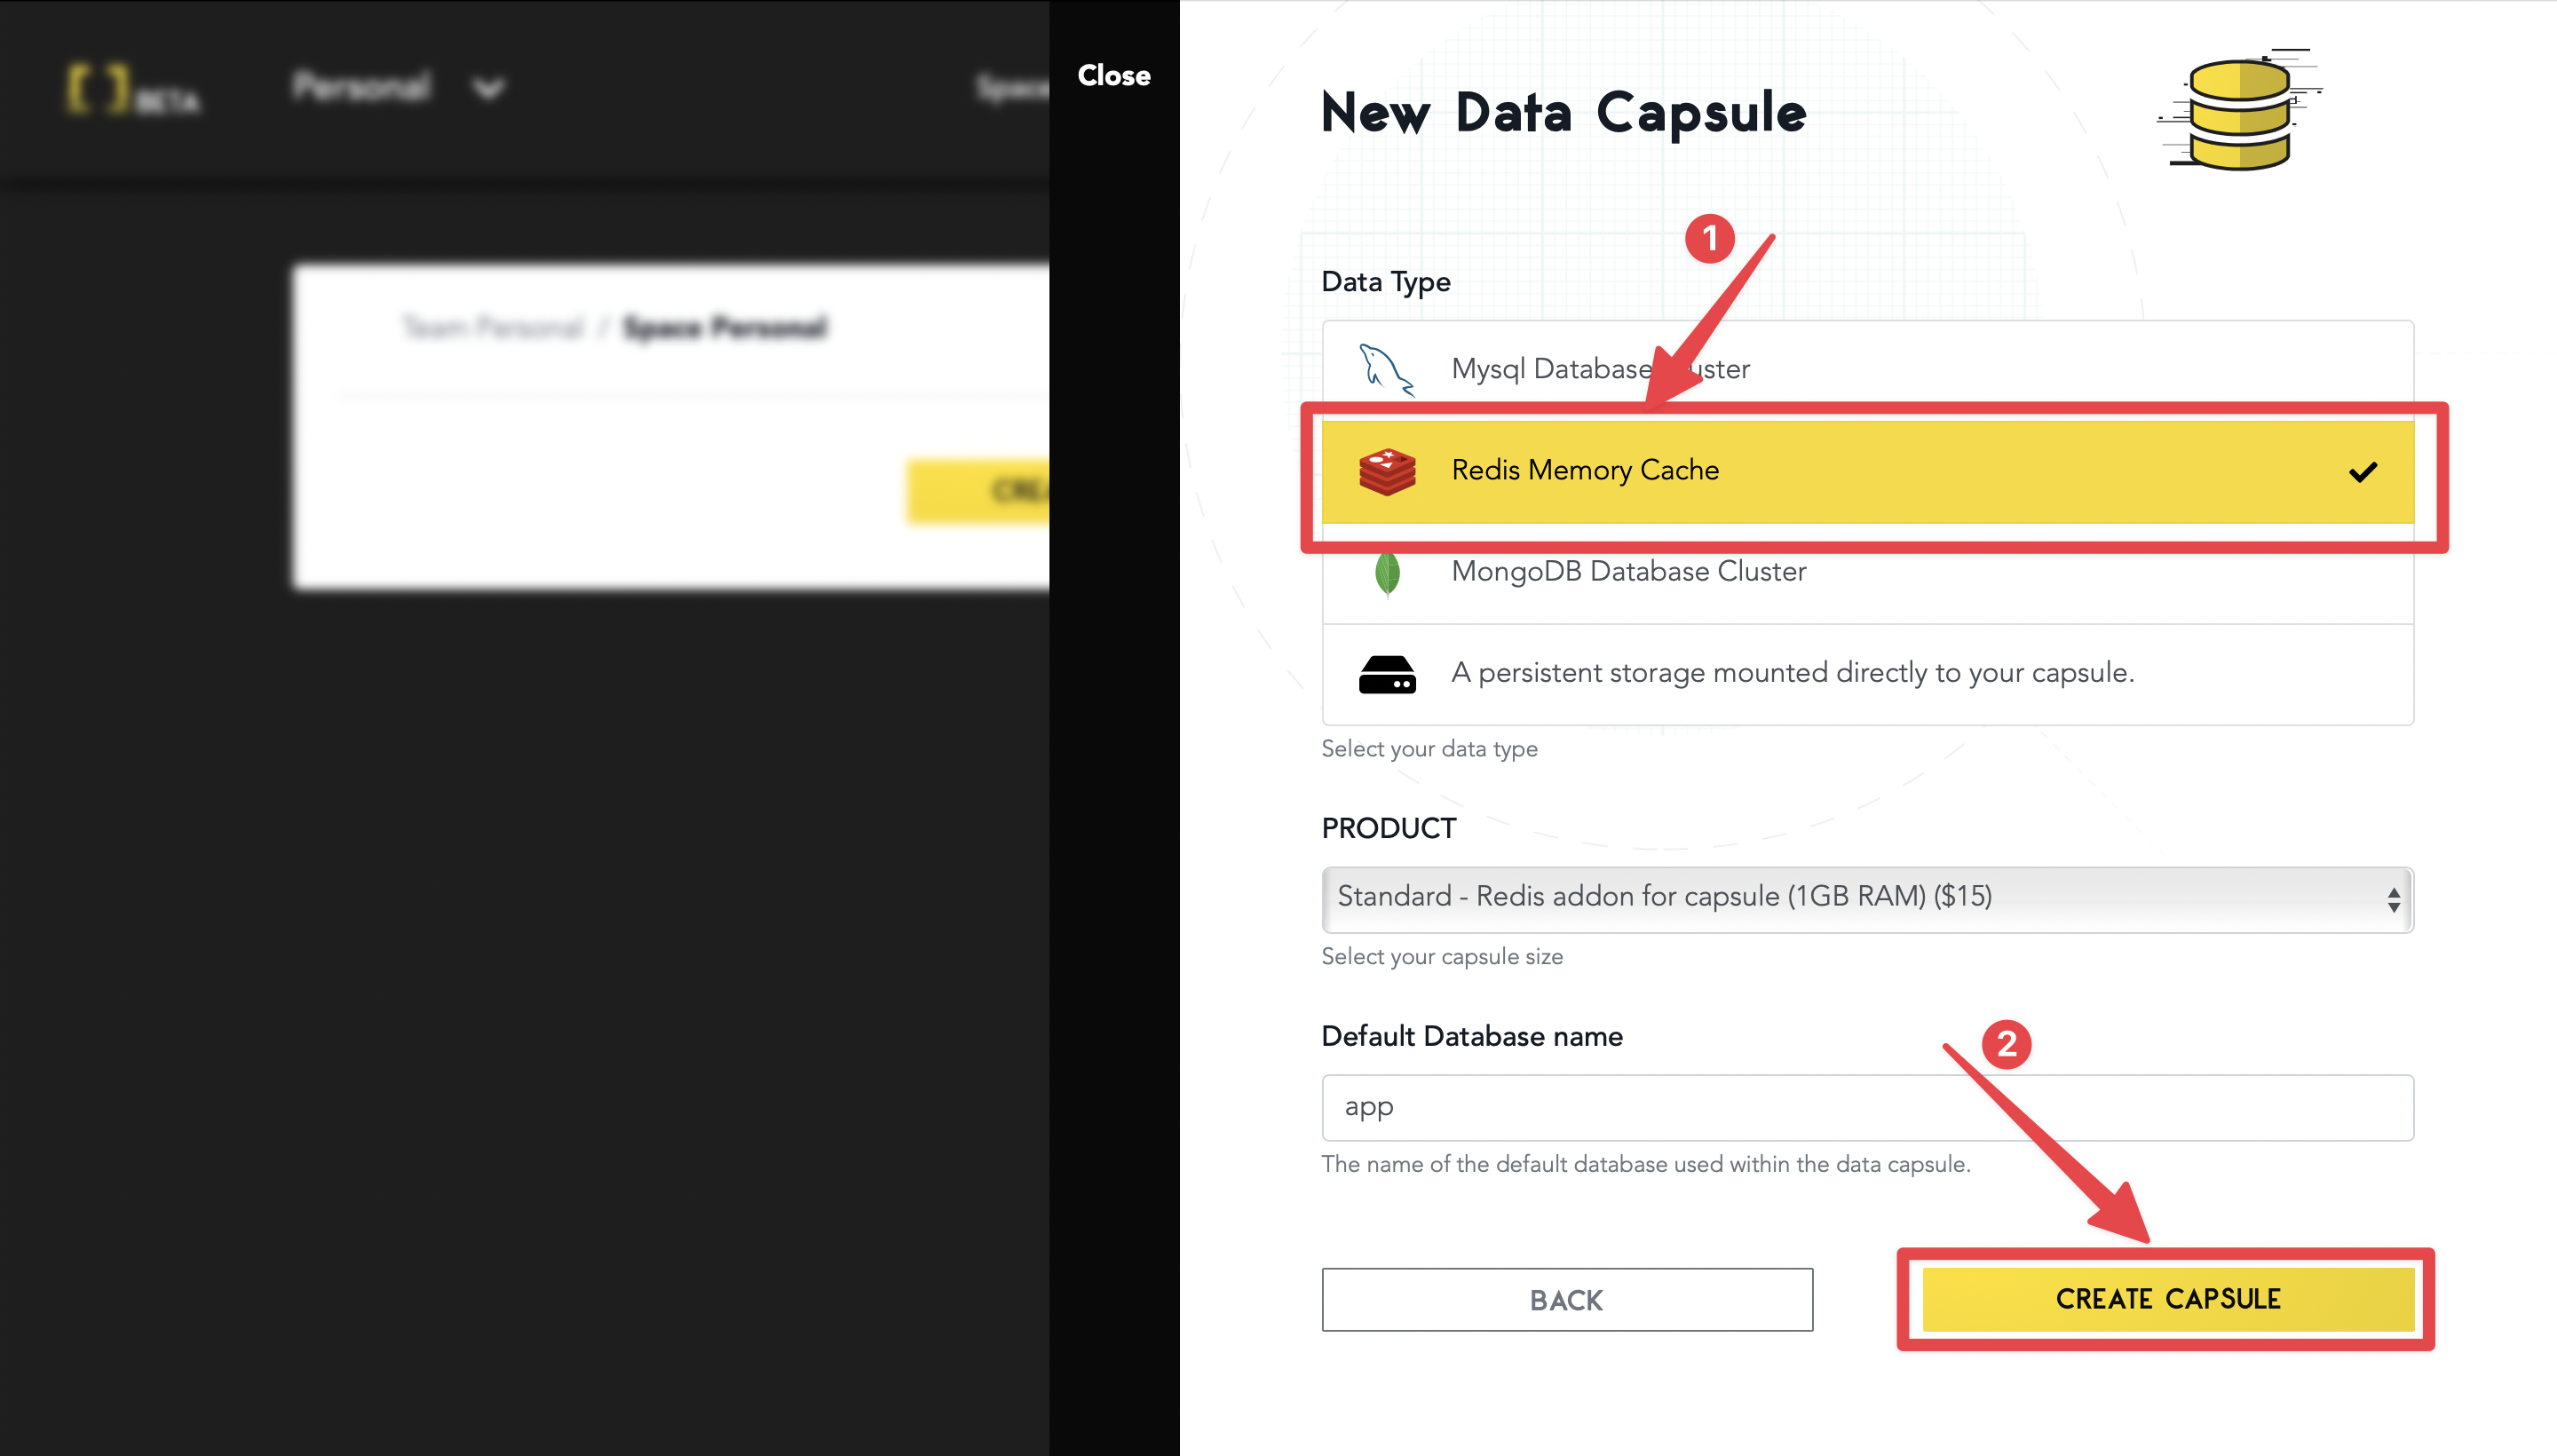 [ ] BETA
Personal
Space
Close
Team Personal / Space Personal
CREA
New Data Capsule
1
Data Type
Mysql Database uster
Redis Memory Cache
MongoDB Database Cluster
A persistent storage mounted directly to your capsule.
Select your data type
PRODUCT
Standard - Redis addon for capsule (1GB RAM) ($15)
Select your capsule size
Default Database name
2
app
The name of the default database used within the data capsule.
BACK
CREATE CAPSULE